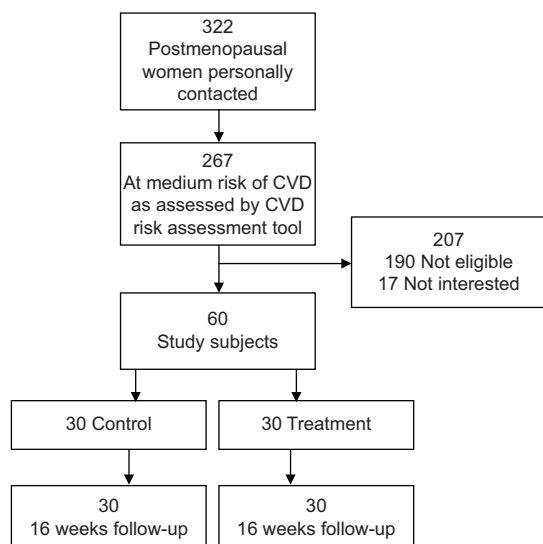 322
Postmenopausal
women personally
contacted
267
At medium risk of CVD
as assessed by CVD
risk assessment tool
207
190 Not eligible
17 Not interested
60
Study subjects
30 Control
30 Treatment
30
16 weeks follow-up
30
16 weeks follow-up